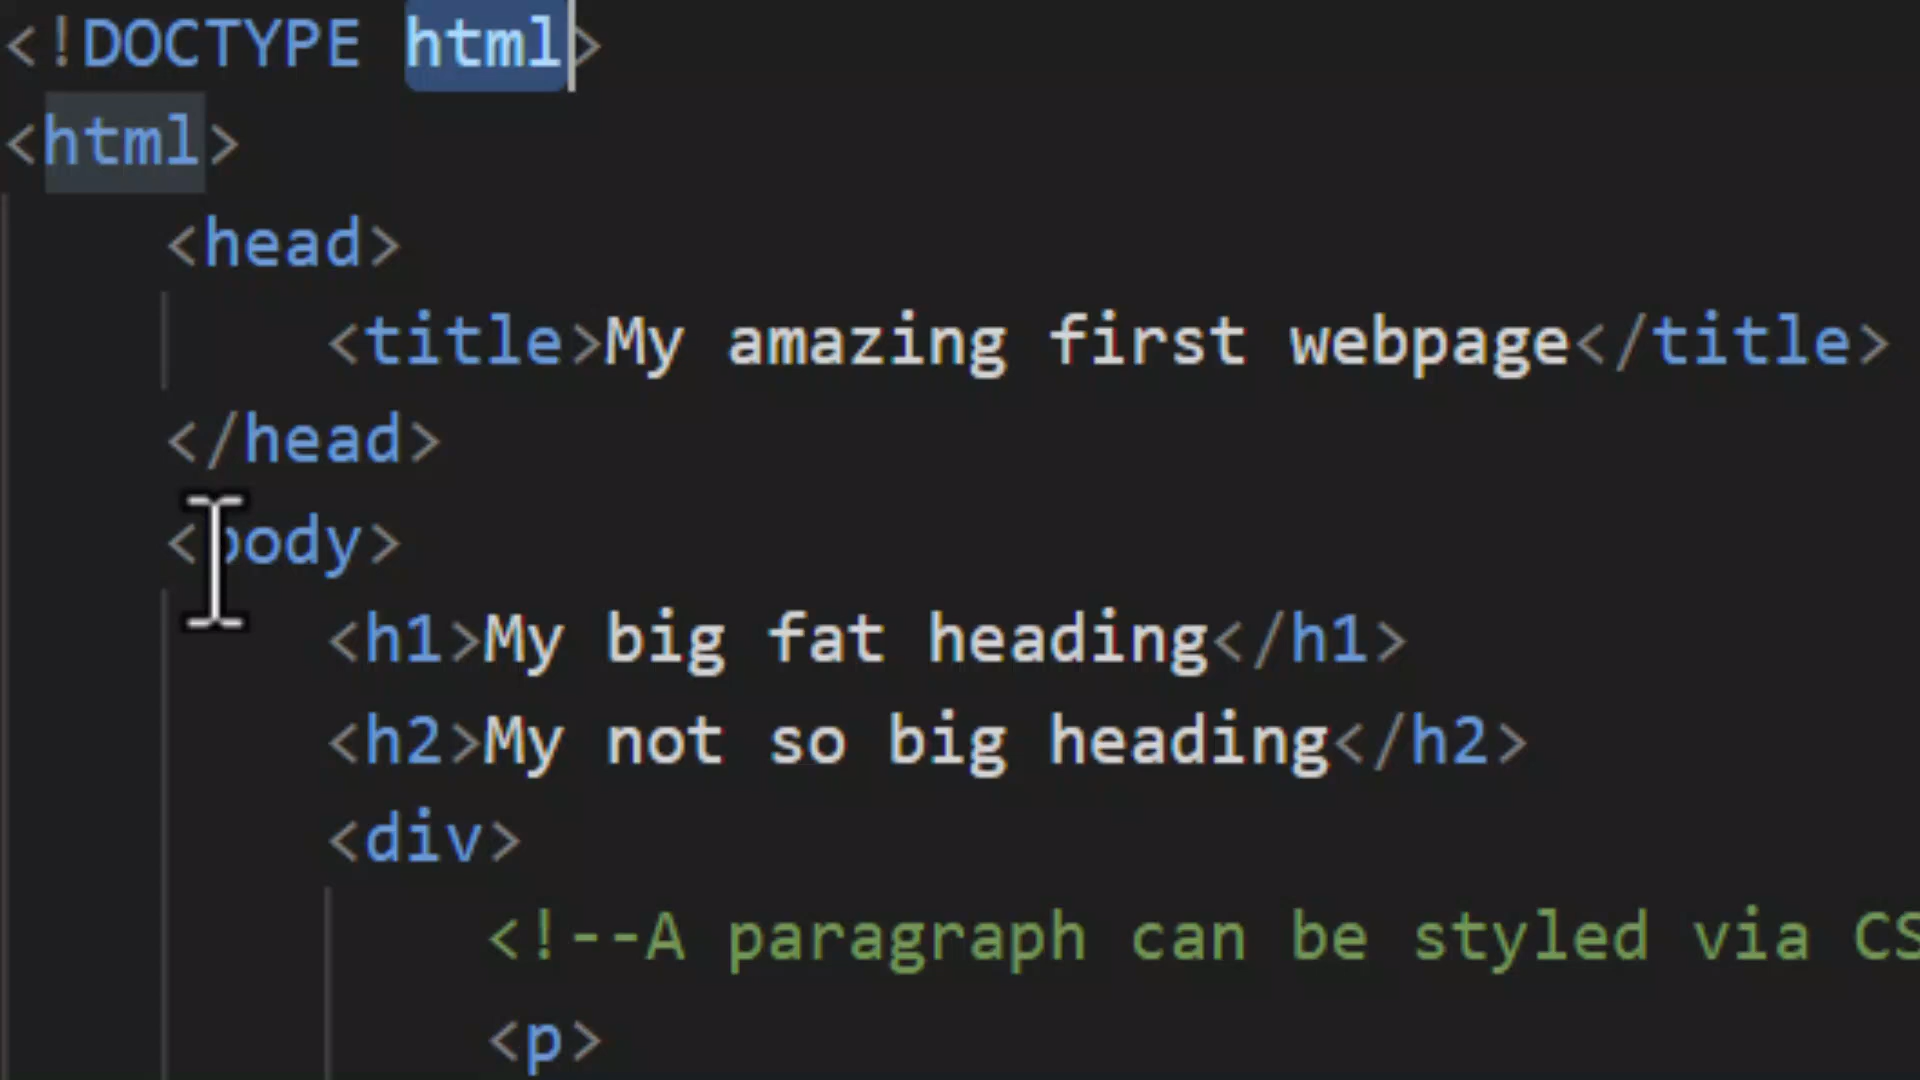 <!DOCTYPE html>
<html>
<head>
<title>My amazing first webpage</title>
</head>
<body>
<h1>My big fat heading</h1>
<h2>My not so big heading</h2>
<div>
<!--A paragraph can be styled via CS
<p>